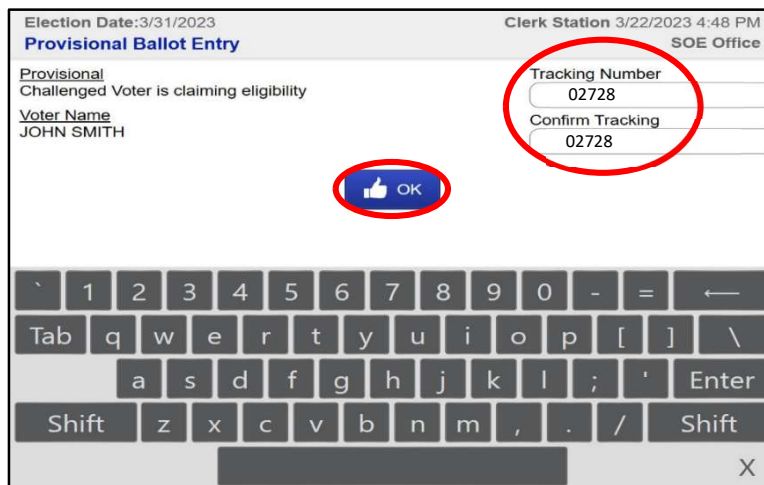 Election Date:3/31/2023
Clerk Station 3/22/2023 4:48 PM
Provisional Ballot Entry
SOE Office
Provisional
Challenged Voter is claiming eligibility
Voter Name
JOHN SMITH
Tracking Number
02728
Confirm Tracking
02728
OK
` 1 2 3 4 5 6 7 8 9 0 - = ←
Tab q w e r t y u i o p [ ] \
a s d f g h j k l ; ' Enter
Shift z x c v b n m , . / Shift
X